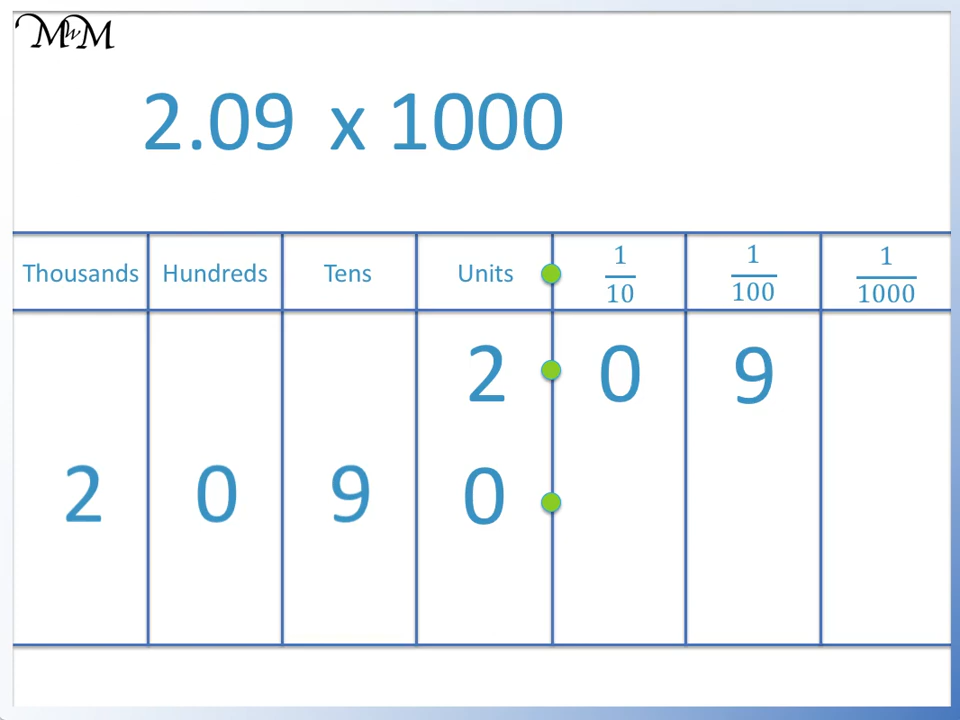 MwM
2.09 x 1000
Thousands Hundreds Tens Units 1/10 1/100 1/1000
2 0 9
2 0 9 0